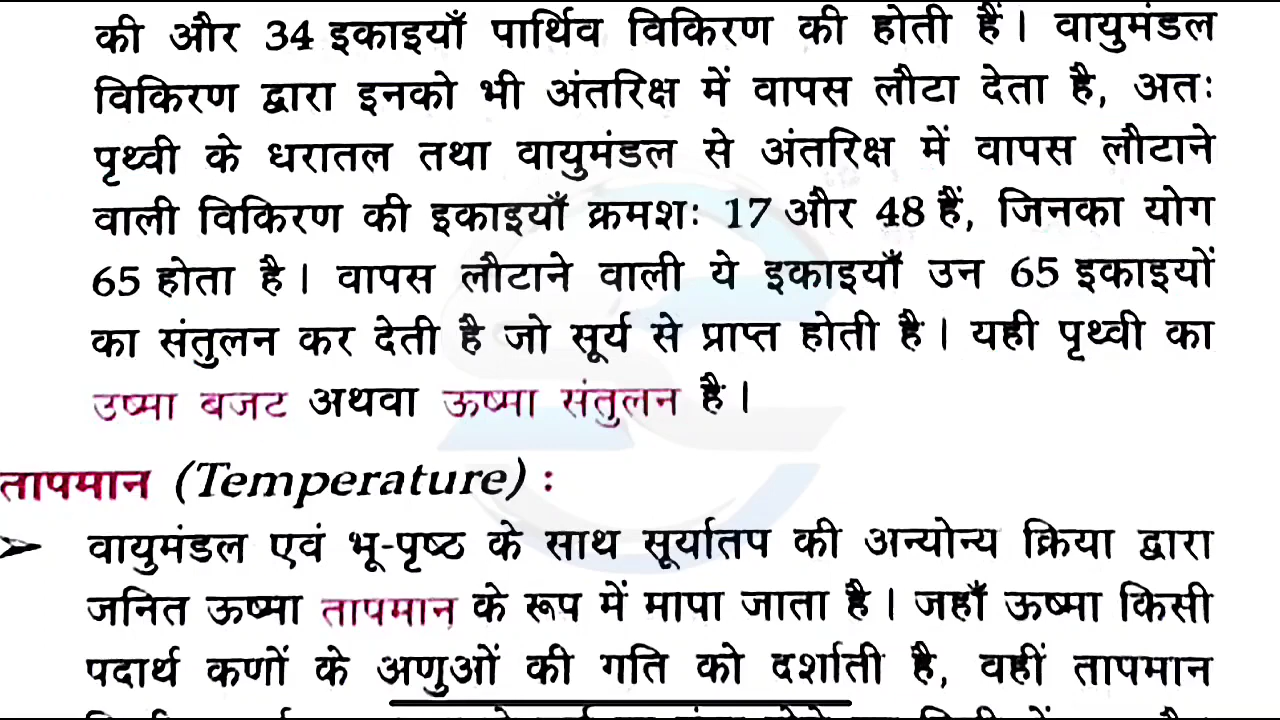 की और 34 इकाइयाँ पार्थिव विकिरण की होती हैं। वायुमंडल
विकिरण द्वारा इनको भी अंतरिक्ष में वापस लौटा देता है, अतः
पृथ्वी के धरातल तथा वायुमंडल से अंतरिक्ष में वापस लौटाने
वाली विकिरण की इकाइयाँ क्रमशः 17 और 48 हैं, जिनका योग
65 होता है। वापस लौटाने वाली ये इकाइयाँ उन 65 इकाइयों
का संतुलन कर देती है जो सूर्य से प्राप्त होती है। यही पृथ्वी का
उष्मा बजट अथवा ऊष्मा संतुलन है।
तापमान (Temperature) :
➢ वायुमंडल एवं भू-पृष्ठ के साथ सूर्यातप की अन्योन्य क्रिया द्वारा
जनित ऊष्मा तापमान के रूप में मापा जाता है। जहाँ ऊष्मा किसी
पदार्थ कणों के अणुओं की गति को दर्शाती है, वहीं तापमान